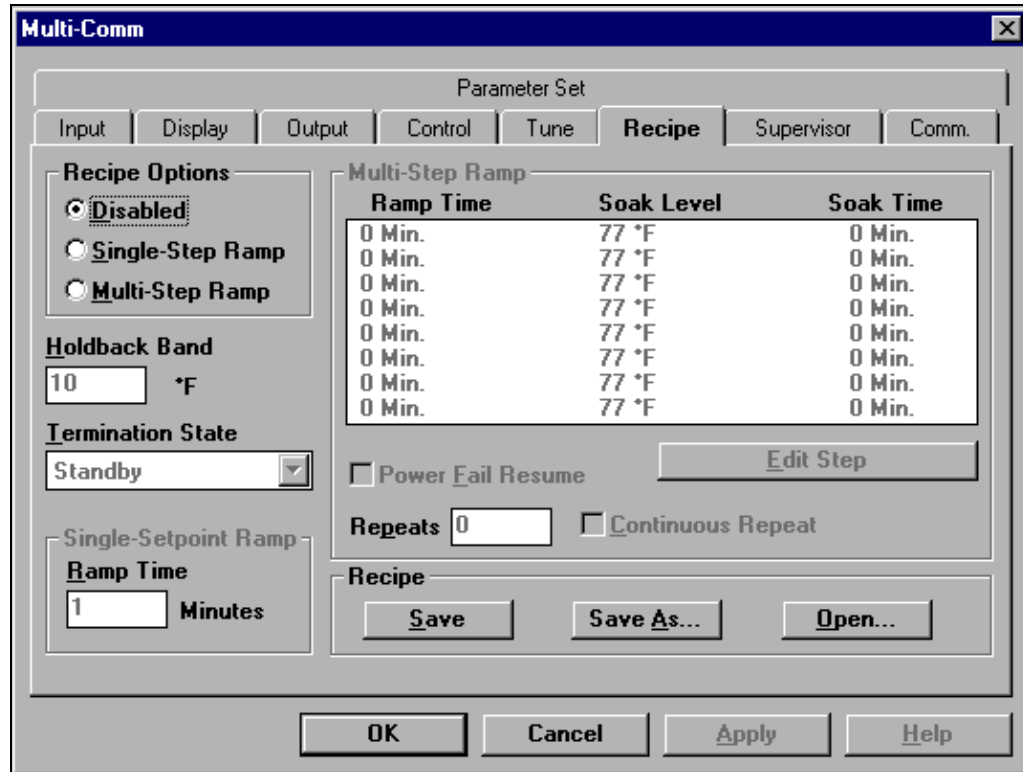 Multi-Comm
Parameter Set
Input Display Output Control Tune Recipe Supervisor Comm.
Recipe Options
Disabled
Single-Step Ramp
Multi-Step Ramp
Holdback Band
10 °F
Termination State
Standby
Single-Setpoint Ramp
Ramp Time
1 Minutes
Multi-Step Ramp
Ramp Time Soak Level Soak Time
0 Min. 77 °F 0 Min.
0 Min. 77 °F 0 Min.
0 Min. 77 °F 0 Min.
0 Min. 77 °F 0 Min.
0 Min. 77 °F 0 Min.
0 Min. 77 °F 0 Min.
0 Min. 77 °F 0 Min.
0 Min. 77 °F 0 Min.
Power Fail Resume Edit Step
Repeats 0 Continuous Repeat
Recipe
Save Save As... Open...
OK Cancel Apply Help